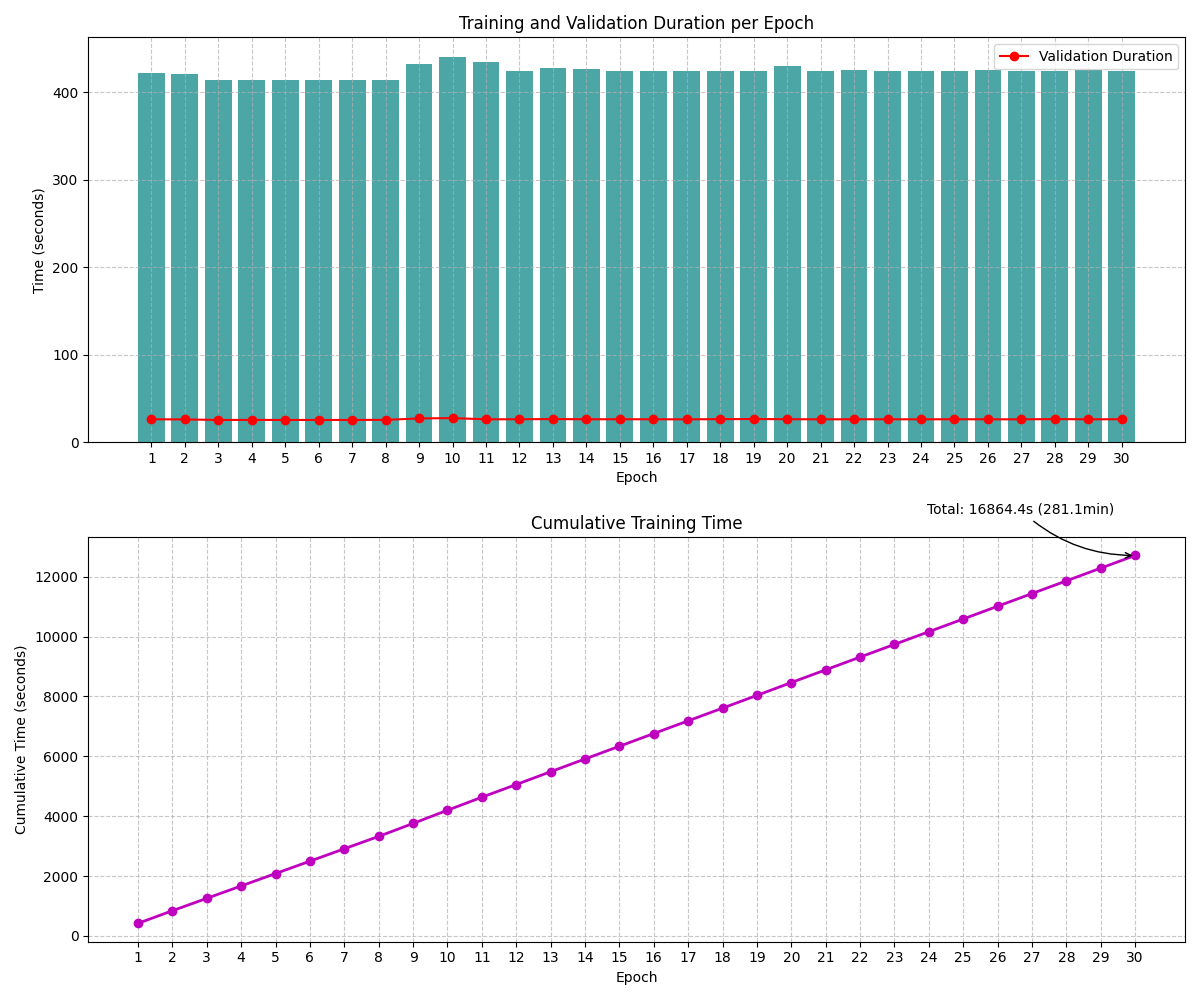 Training and Validation Duration per Epoch
Validation Duration
Time (seconds)
400
300
200
100
0
1 2 3 4 5 6 7 8 9 10 11 12 13 14 15 16 17 18 19 20 21 22 23 24 25 26 27 28 29 30
Epoch
Total: 16864.4s (281.1min)
Cumulative Training Time
Cumulative Time (seconds)
12000
10000
8000
6000
4000
2000
0
1 2 3 4 5 6 7 8 9 10 11 12 13 14 15 16 17 18 19 20 21 22 23 24 25 26 27 28 29 30
Epoch